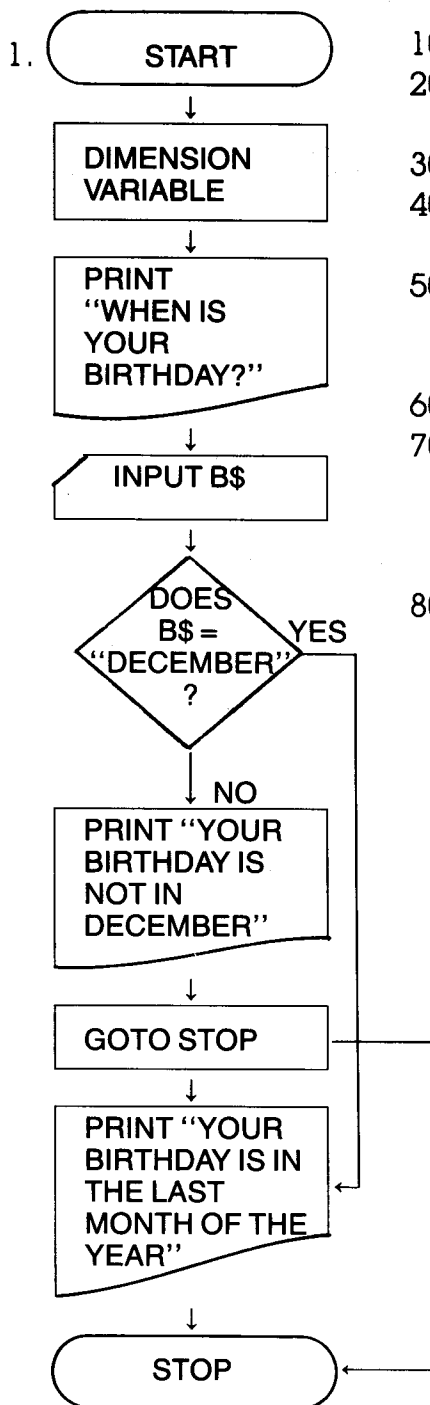 1.
START
DIMENSION
VARIABLE
PRINT
‘‘WHEN IS
YOUR
BIRTHDAY?’’
INPUT B$
DOES
B$ =
‘‘DECEMBER’’
?
YES
NO
PRINT ‘‘YOUR
BIRTHDAY IS
NOT IN
DECEMBER’’
GOTO STOP
PRINT ‘‘YOUR
BIRTHDAY IS IN
THE LAST
MONTH OF THE
YEAR’’
STOP